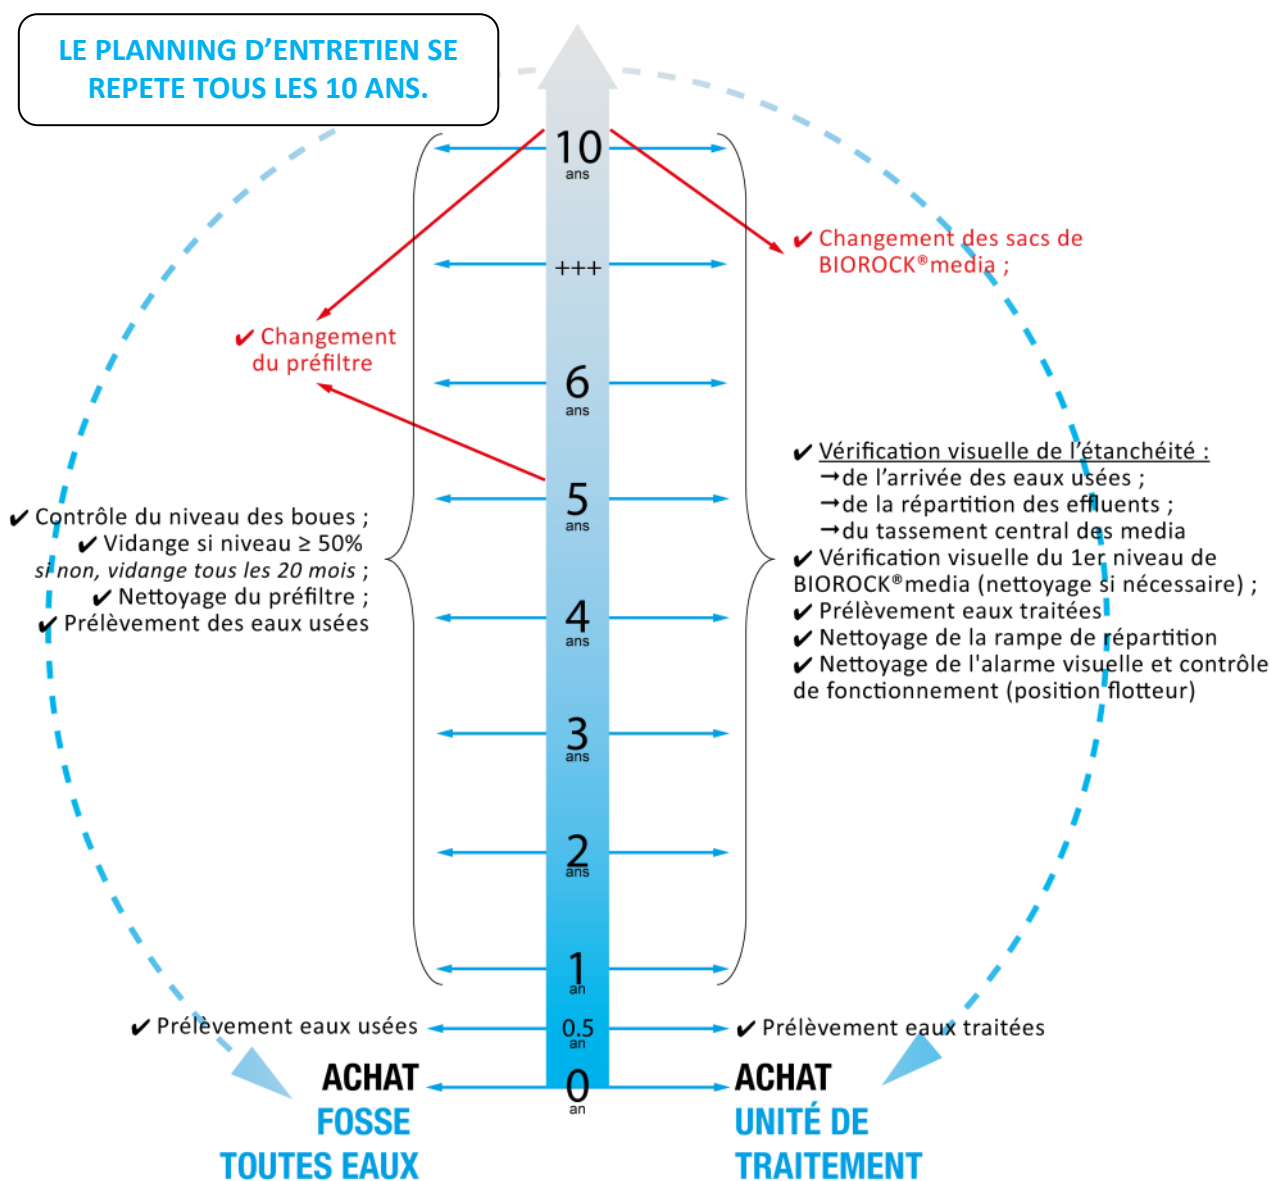 LE PLANNING D’ENTRETIEN SE
REPETE TOUS LES 10 ANS.
10
ans
+++
6
ans
5
ans
4
ans
3
ans
2
ans
1
an
0.5
an
0
an
✔ Changement
du préfiltre
✔ Contrôle du niveau des boues ;
✔ Vidange si niveau ≥ 50%
si non, vidange tous les 20 mois ;
✔ Nettoyage du préfiltre ;
✔ Prélèvement des eaux usées
✔ Prélèvement eaux usées
ACHAT
FOSSE
TOUTES EAUX
✔ Changement des sacs de
BIOROCK®media ;
✔ Vérification visuelle de l’étanchéité :
→de l’arrivée des eaux usées ;
→de la répartition des effluents ;
→du tassement central des media
✔ Vérification visuelle du 1er niveau de
BIOROCK®media (nettoyage si nécessaire) ;
✔ Prélèvement eaux traitées
✔ Nettoyage de la rampe de répartition
✔ Nettoyage de l'alarme visuelle et contrôle
de fonctionnement (position flotteur)
✔ Prélèvement eaux traitées
ACHAT
UNITÉ DE
TRAITEMENT